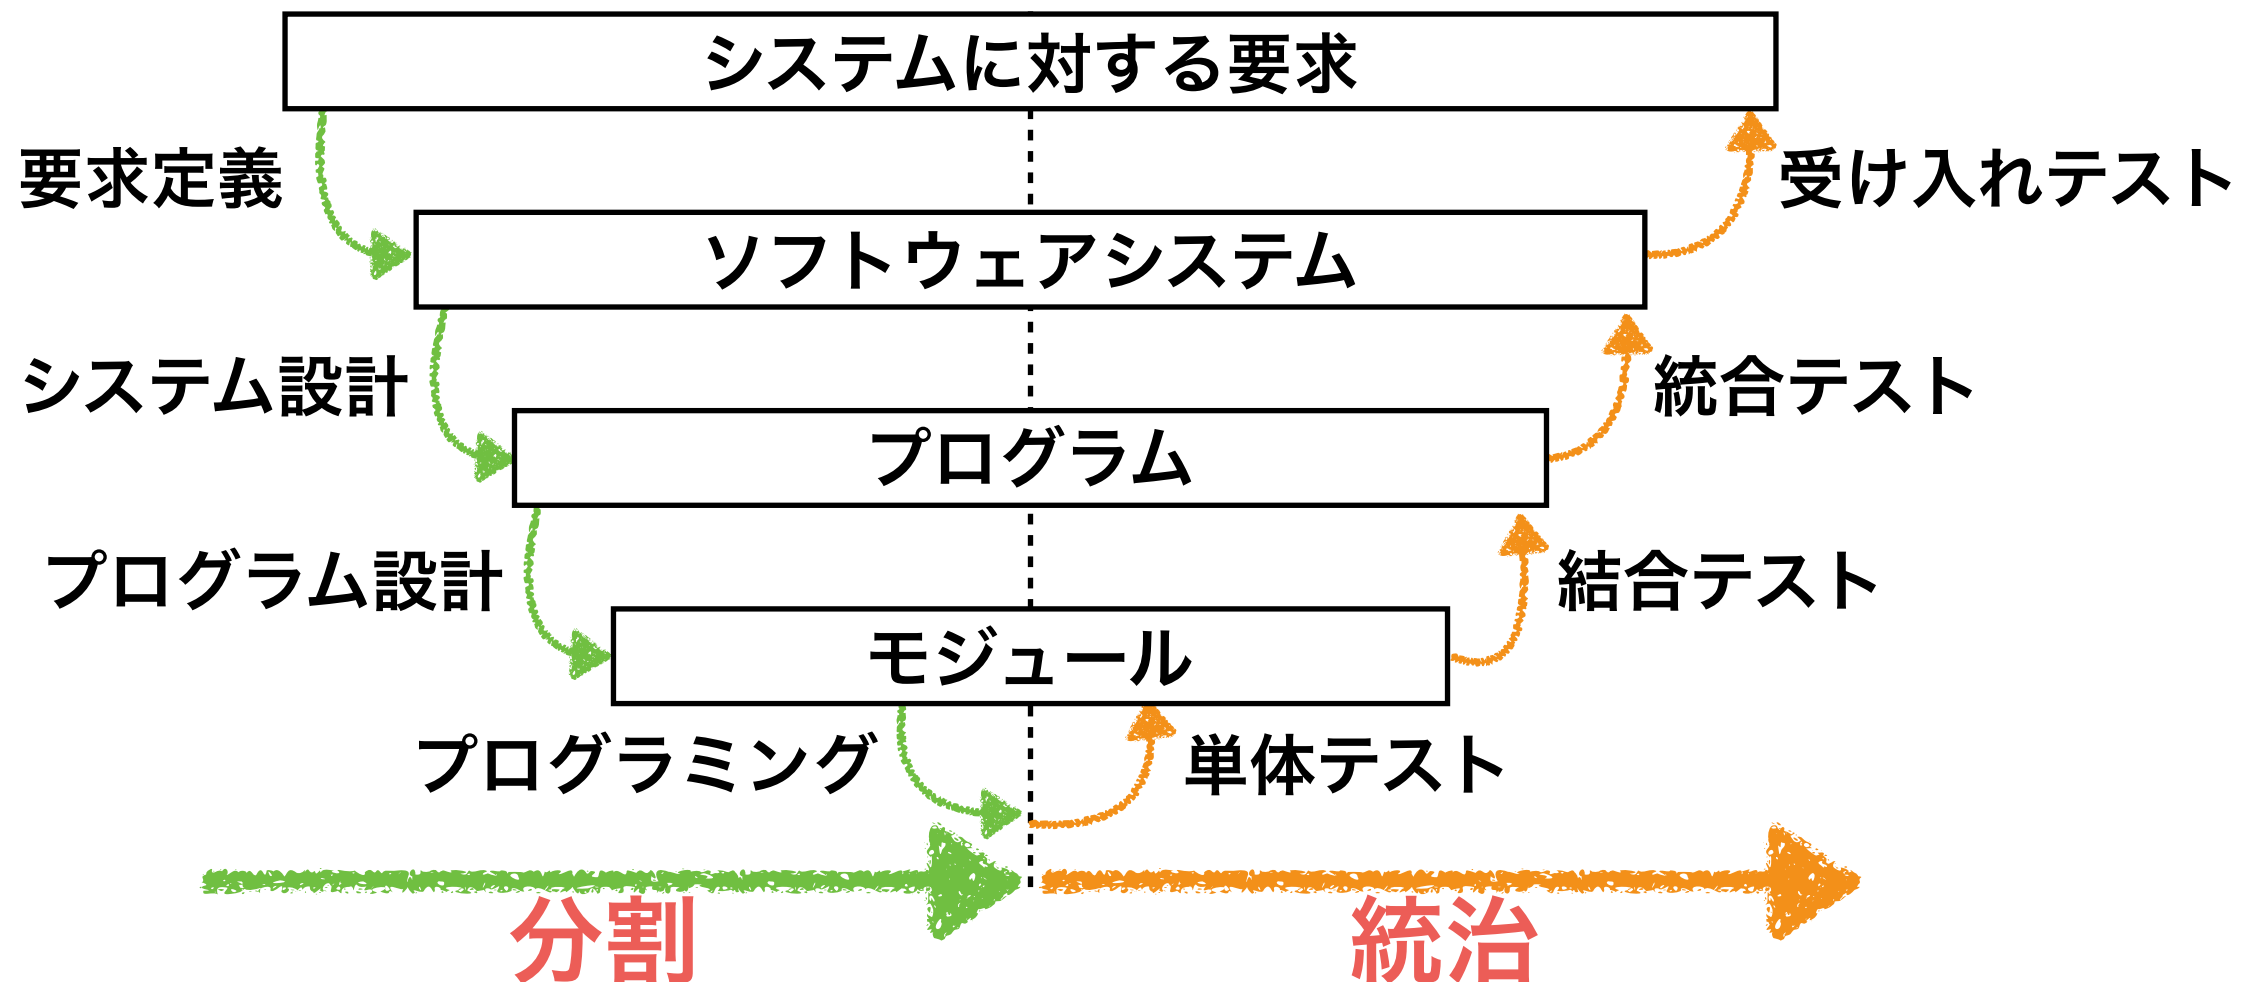 システムに対する要求
要求定義
受け入れテスト
ソフトウェアシステム
システム設計
統合テスト
プログラム
プログラム設計
結合テスト
モジュール
プログラミング
単体テスト
分割
統治